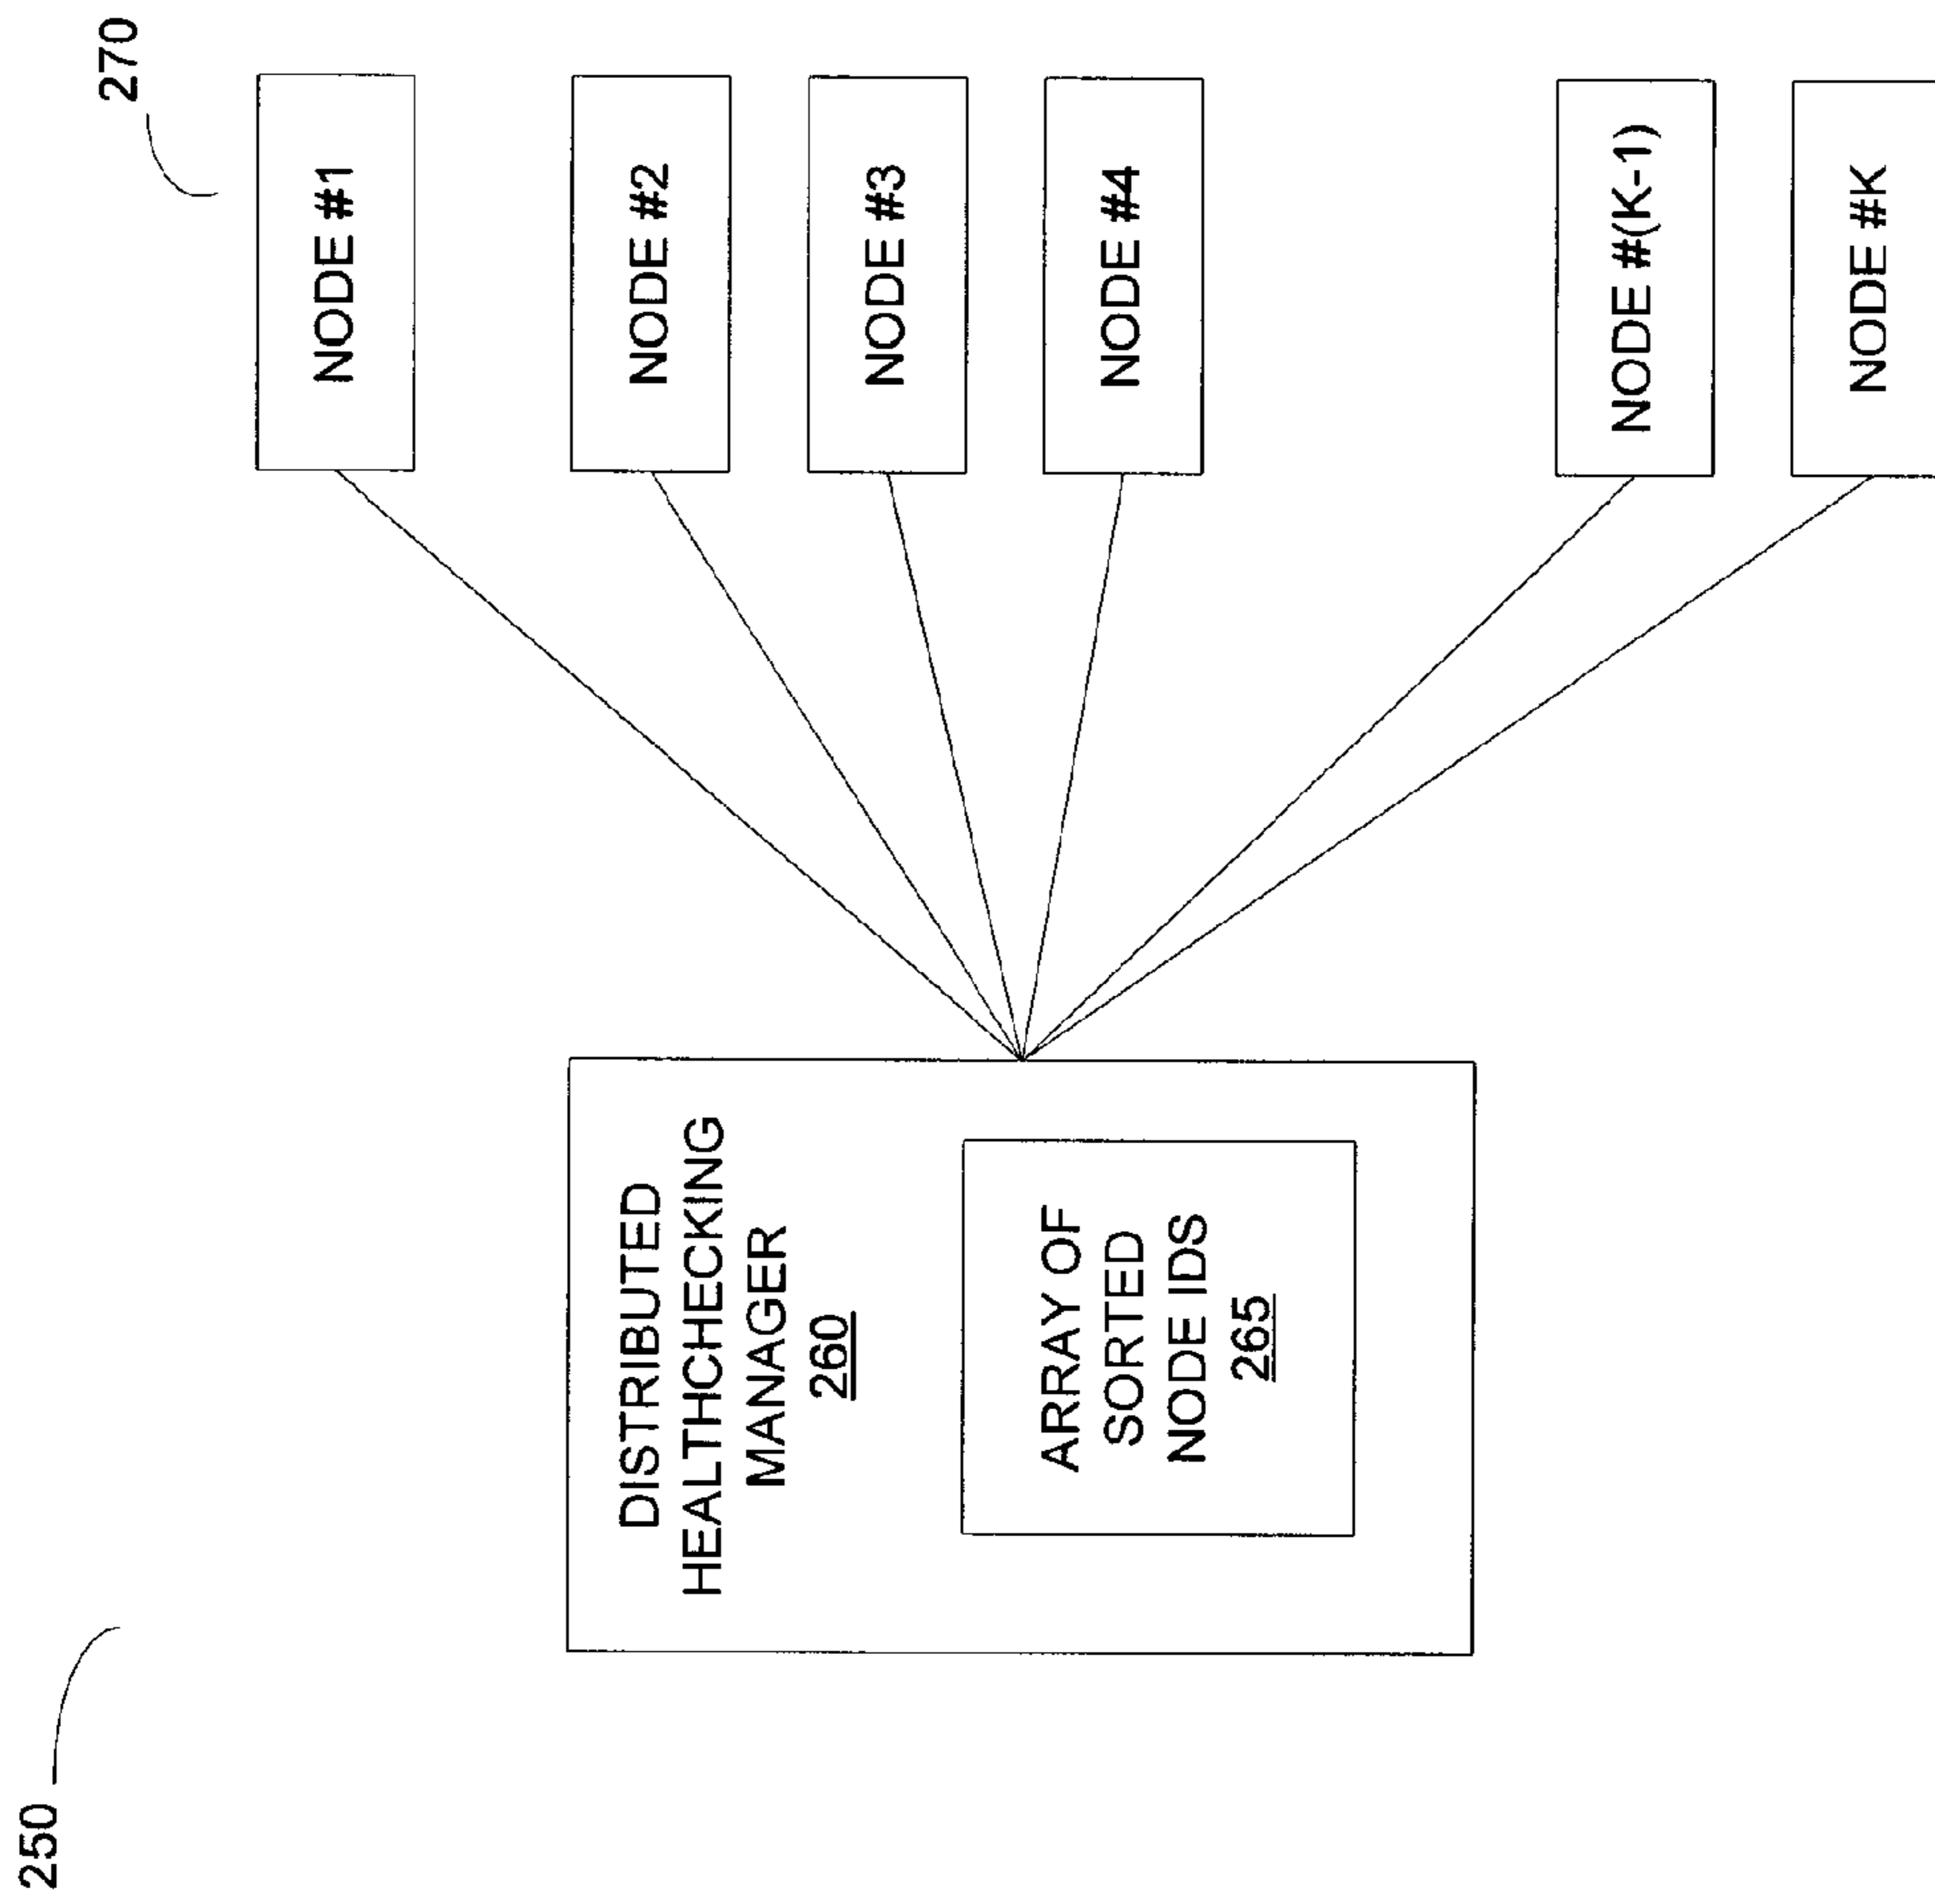 250
270
DISTRIBUTED
HEALTHCHECKING
MANAGER
260
ARRAY OF
SORTED
NODE IDS
265
NODE #1
NODE #2
NODE #3
NODE #4
NODE #(K-1)
NODE #K